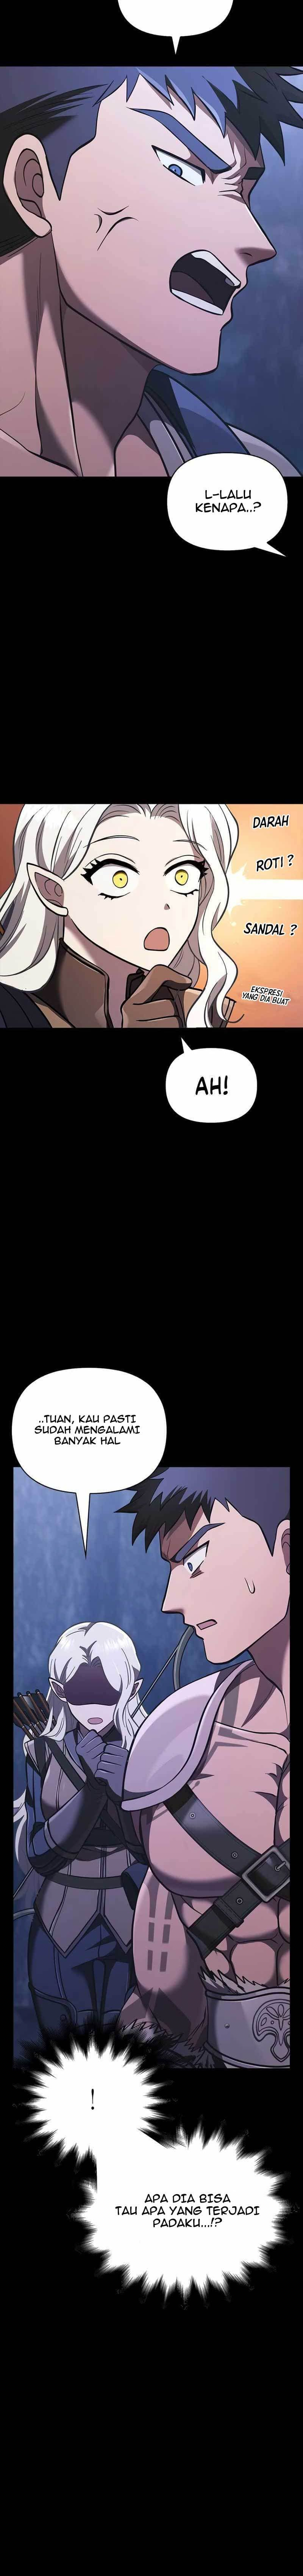 L-LALU
KENAPA..?
DARAH
ROTI ?
SANDAL ?
EKSPRESI
YANG DIA BUAT
AH!
..TUAN, KAU PASTI
SUDAH MENGALAMI
BANYAK HAL
!
APA DIA BISA
TAU APA YANG TERJADI
PADAKU...!?